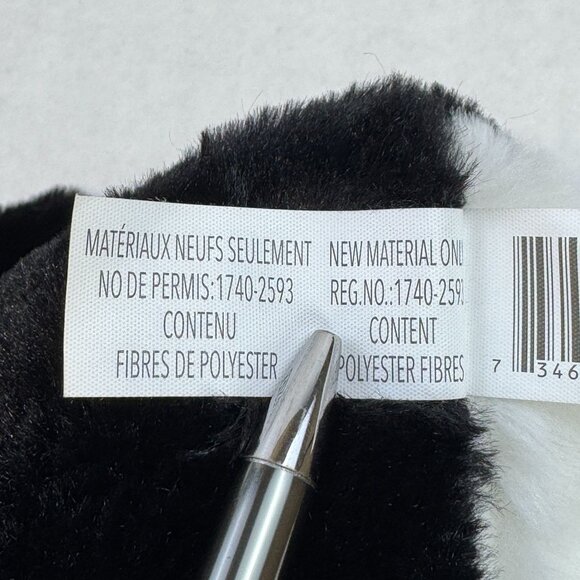 MATÉRIAUX NEUFS SEULEMENT
NO DE PERMIS:1740-2593
CONTENU
FIBRES DE POLYESTER
NEW MATERIAL ONL
REG.NO.:1740-2593
CONTENT
POLYESTER FIBRES
7 346